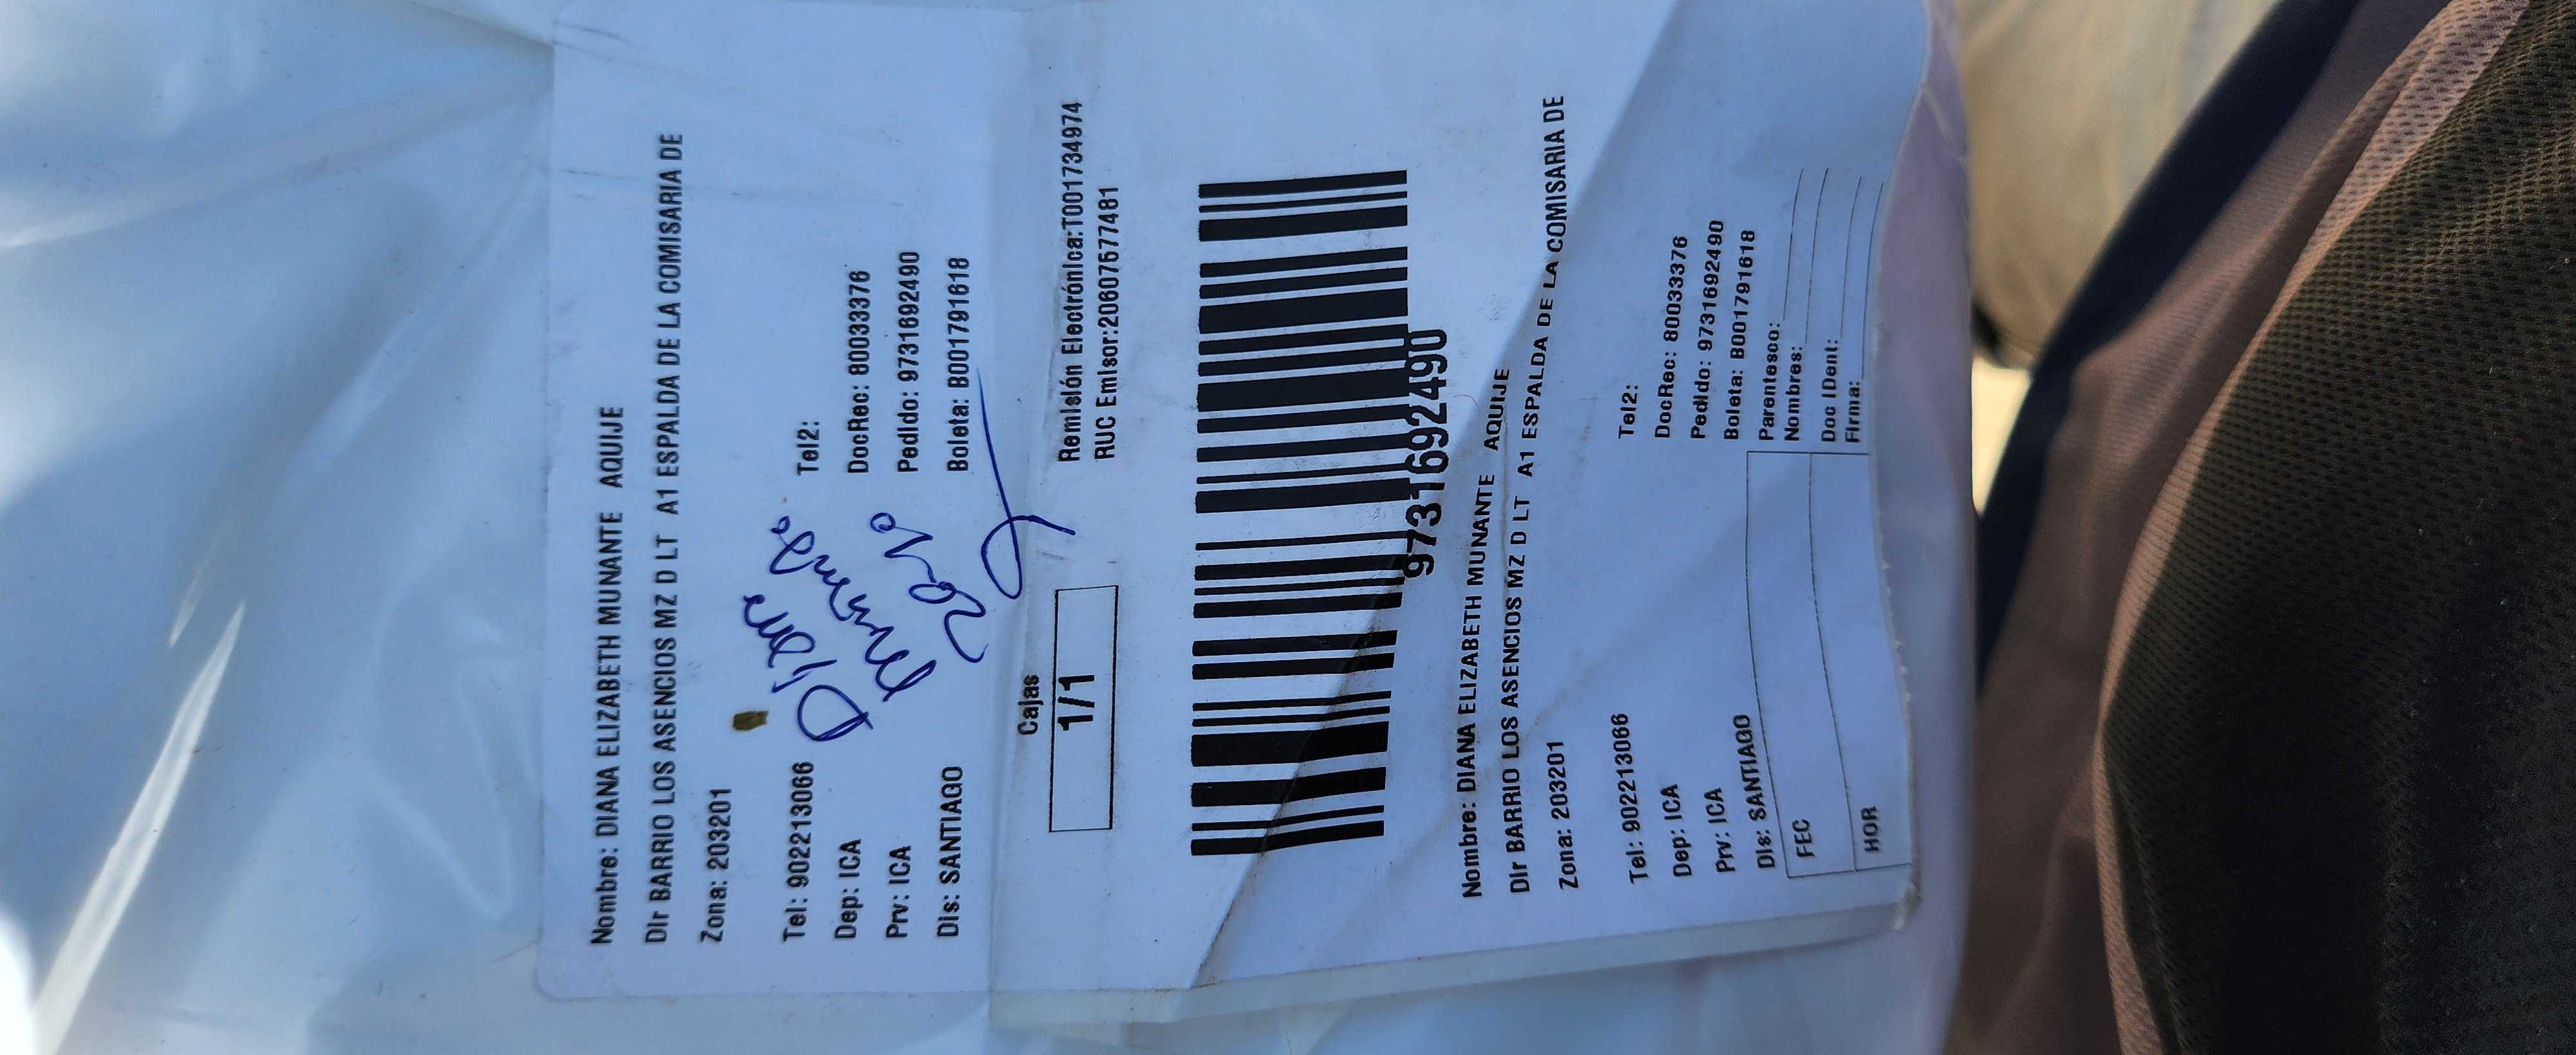 Nombre: DIANA ELIZABETH MUNANTE AQUIJE
Dir BARRIO LOS ASENCIOS MZ D LT A1 ESPALDA DE LA COMISARIA DE
Zona: 203201
Tel: 902213066 Tel2:
Dep: ICA DocRec: 80033376
Prv: ICA Pedido: 97316924490
Dis: SANTIAGO Boleta: B001791618
Diana
Cajas
1/1
Remisión Electrónica:T001734974
RUC Emisor:20607577481
97316924490
Nombre: DIANA ELIZABETH MUNANTE AQUIJE
Dir BARRIO LOS ASENCIOS MZ D LT A1 ESPALDA DE LA COMISARIA DE
Zona: 203201
Tel: 902213066 Tel2:
Dep: ICA DocRec: 80033376
Prv: ICA Pedido: 97316924490
Dis: SANTIAGO Boleta: B001791618
FEC
HOR
Parentesco:
Nombres:
Doc IDent:
Firma: